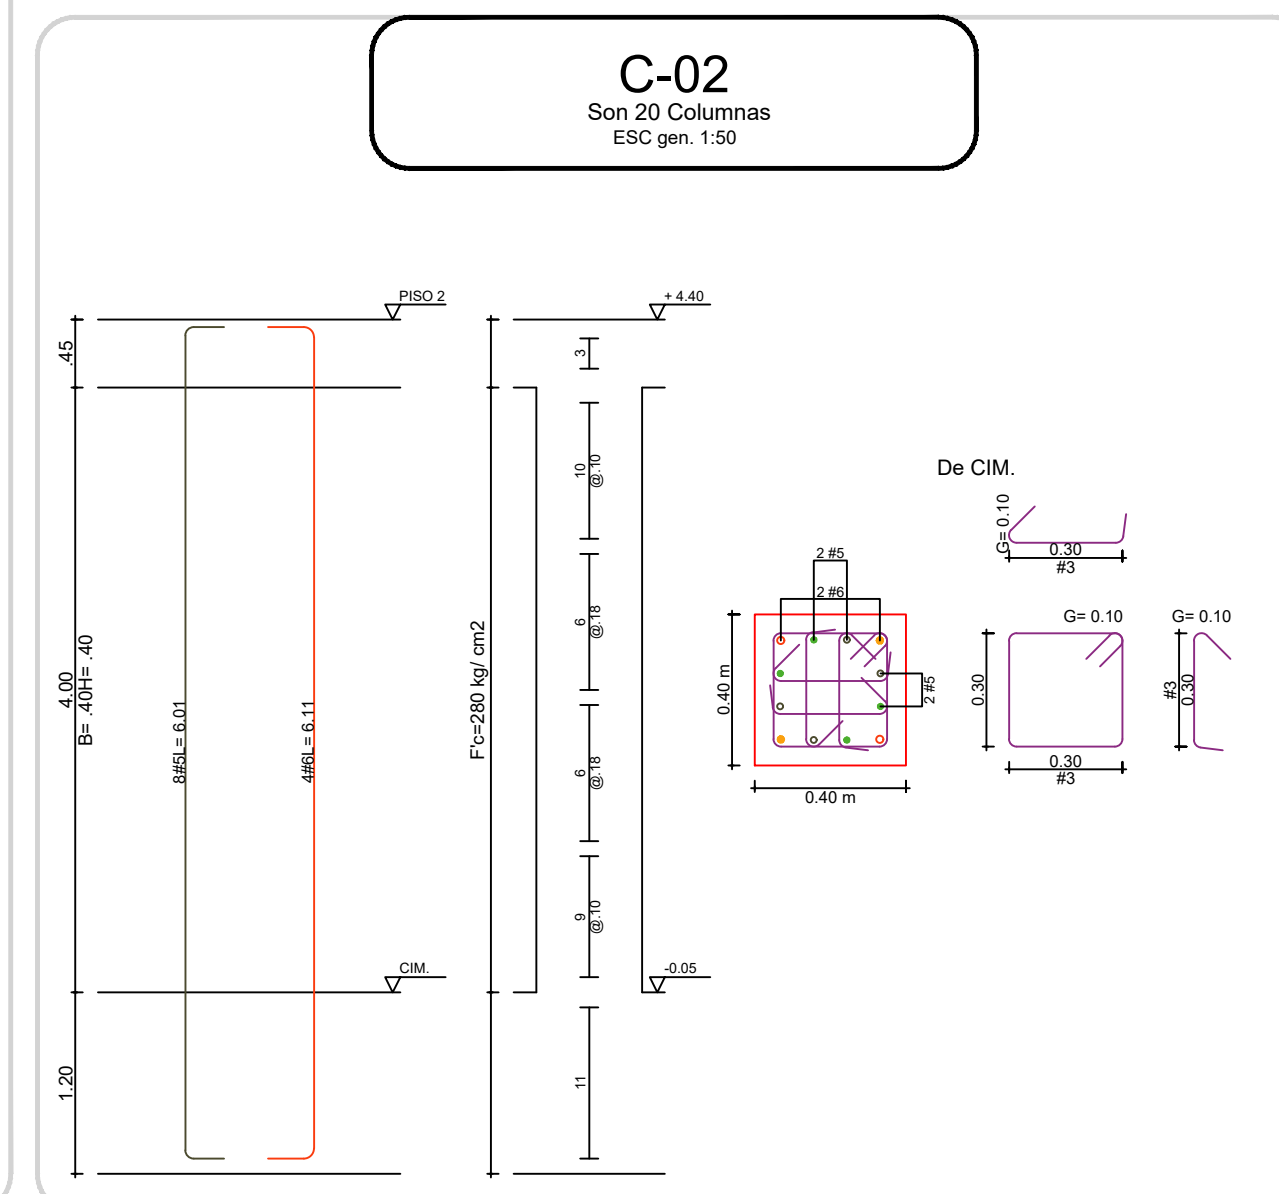 C-02
Son 20 Columnas
ESC gen. 1:50
PISO 2
+ 4.40
.45
3
10
@.10
De CIM.
G= 0.10
0.30
#3
2 #5
2 #6
6
@.18
4.00
B= .40H= .40
8#5L= 6.01
4#6L= 6.11
F'c=280 kg/ cm2
0.40 m
2 #5
0.40 m
G= 0.10
0.30
0.30
#3
G= 0.10
#3
0.30
6
@.18
9
@.10
CIM.
-0.05
1.20
11